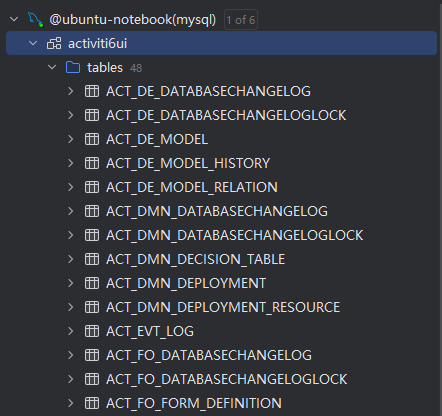 @ubuntu-notebook(mysql) 1 of 6
activiti6ui
tables 48
ACT_DE_DATABASECHANGELOG
ACT_DE_DATABASECHANGELOGLOCK
ACT_DE_MODEL
ACT_DE_MODEL_HISTORY
ACT_DE_MODEL_RELATION
ACT_DMN_DATABASECHANGELOG
ACT_DMN_DATABASECHANGELOGLOCK
ACT_DMN_DECISION_TABLE
ACT_DMN_DEPLOYMENT
ACT_DMN_DEPLOYMENT_RESOURCE
ACT_EVT_LOG
ACT_FO_DATABASECHANGELOG
ACT_FO_DATABASECHANGELOGLOCK
ACT_FO_FORM_DEFINITION